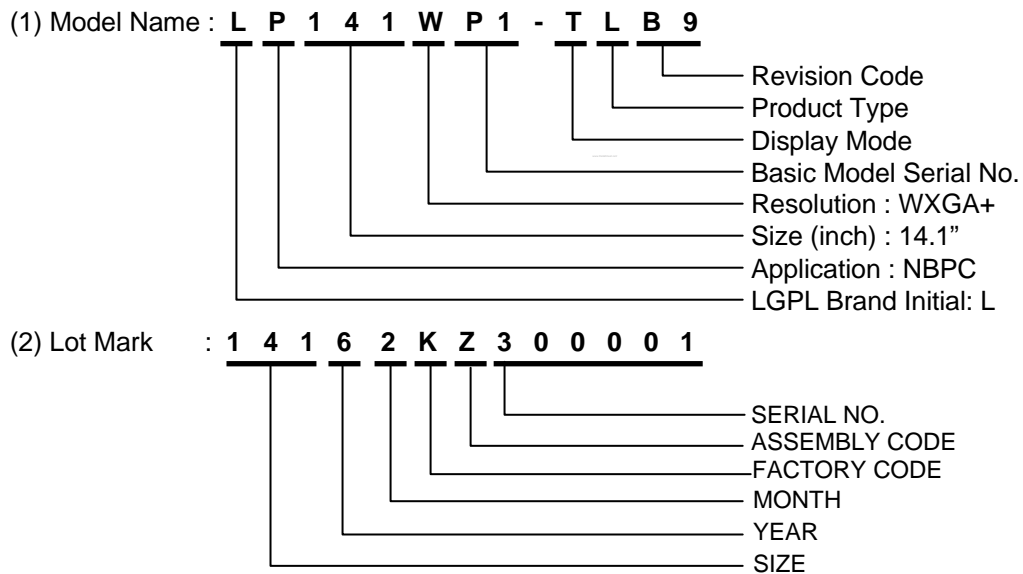 (1) Model Name : L P 1 4 1 W P 1 - T L B 9
Revision Code
Product Type
Display Mode
Basic Model Serial No.
Resolution : WXGA+
Size (inch) : 14.1”
Application : NBPC
LGPL Brand Initial: L
(2) Lot Mark : 1 4 1 6 2 K Z 3 0 0 0 0 1
SERIAL NO.
ASSEMBLY CODE
FACTORY CODE
MONTH
YEAR
SIZE